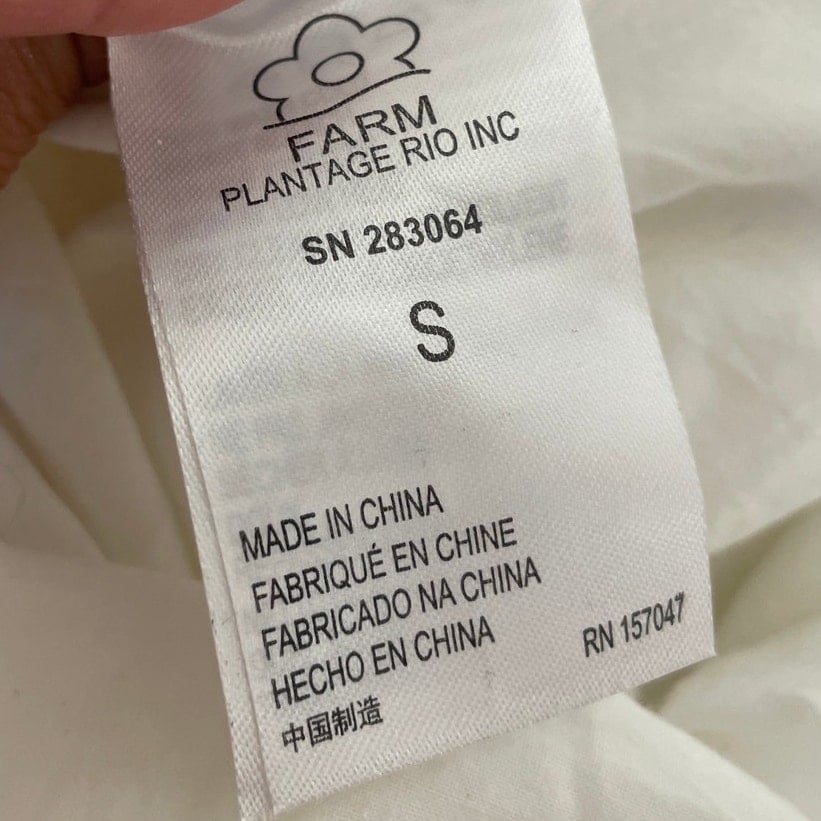 FARM
PLANTAGE RIO INC
SN 283064
S
MADE IN CHINA
FABRIQUÉ EN CHINE
FABRICADO NA CHINA
HECHO EN CHINA
中国制造
RN 157047